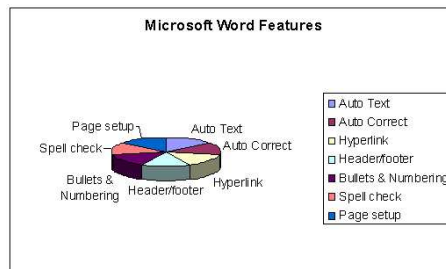 Microsoft Word Features
Page setup
Auto Text
Spell check
Auto Correct
Bullets &
Numbering
Header/footer
Hyperlink
Auto Text
Auto Correct
Hyperlink
Header/footer
Bullets & Numbering
Spell check
Page setup